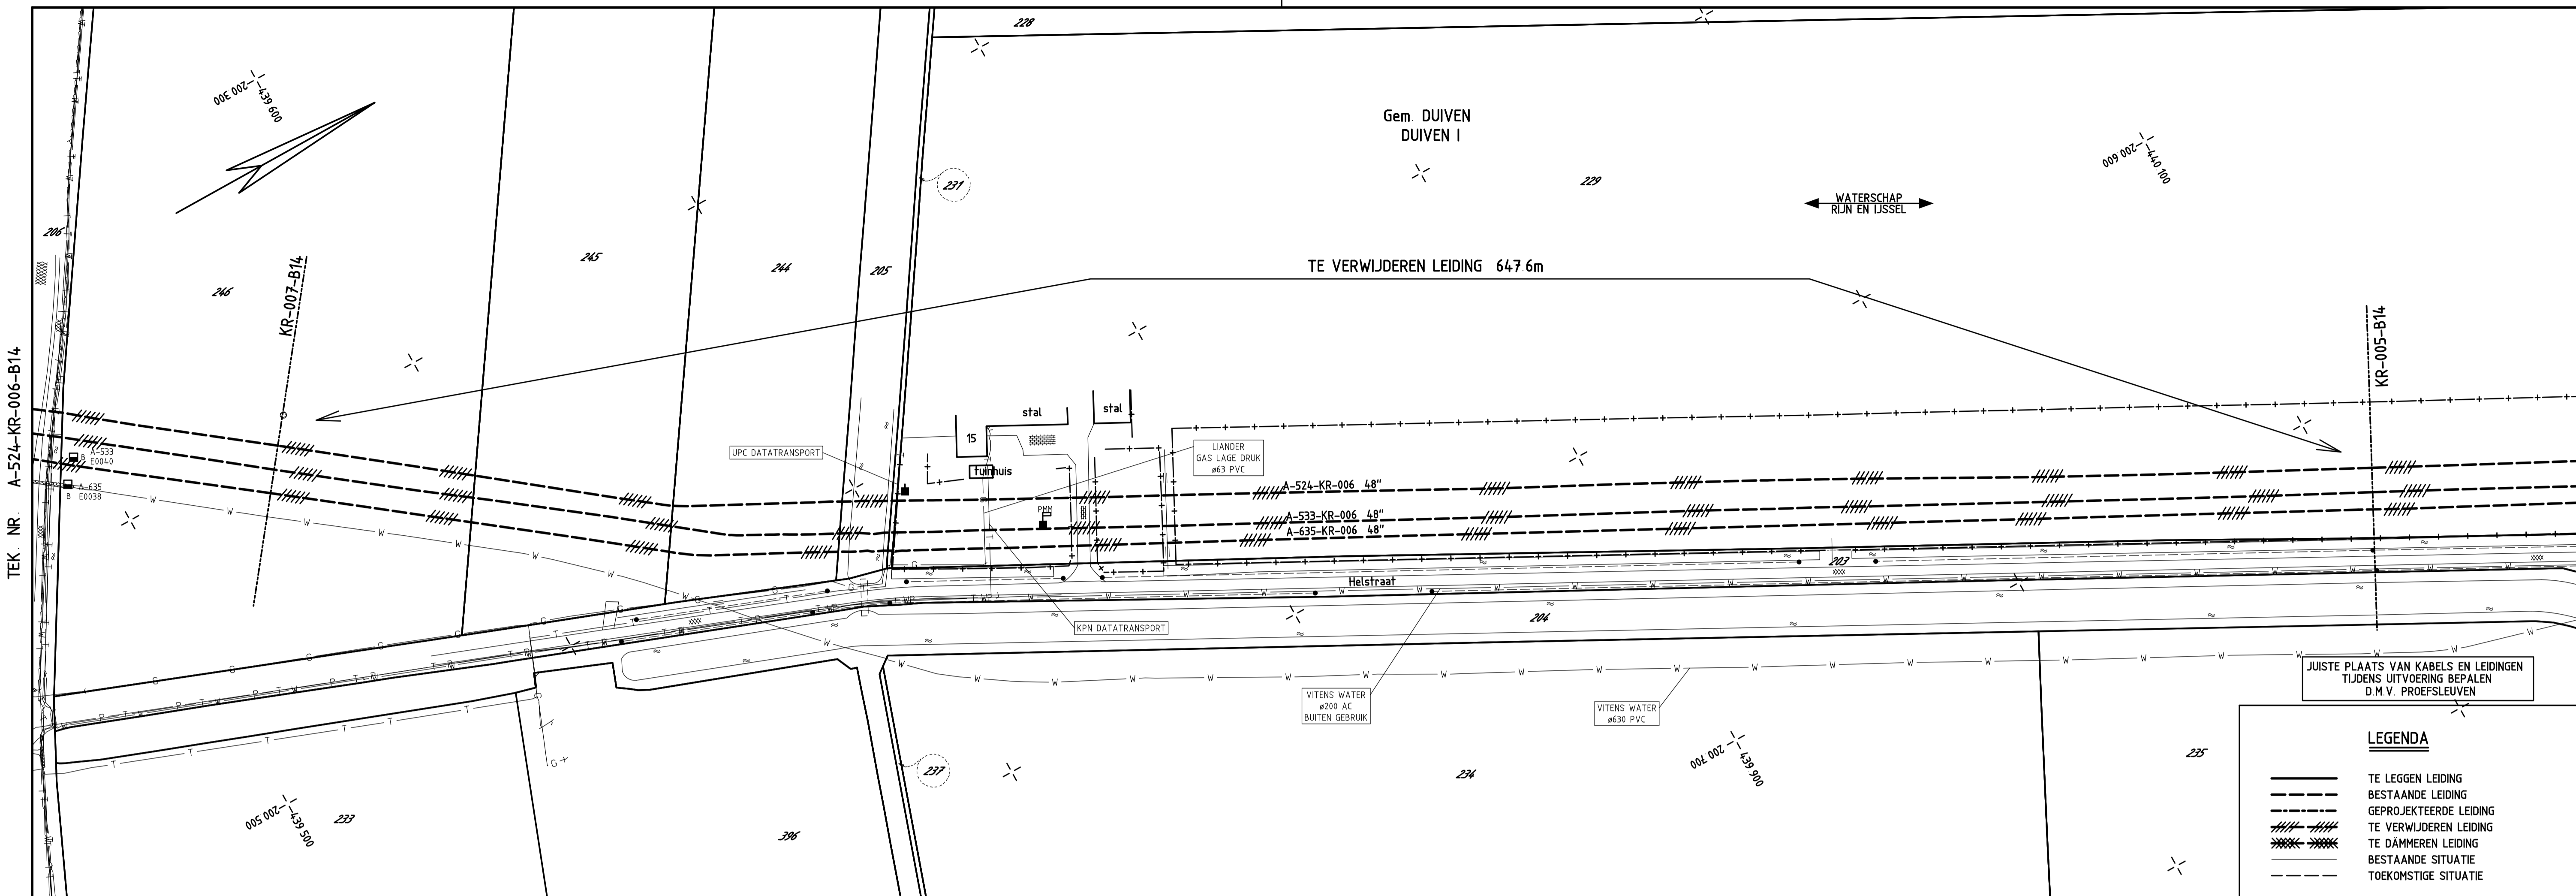 TEK. NR. A-524-KR-006-B14
228
200 300
439 600
Gem. DUIVEN
DUIVEN I
200 600
440 100
231
229
WATERSCHAP
RIJN EN IJSSEL
206
245
244
205
246
KR-007-B14
TE VERWIJDEREN LEIDING 647.6m
KR-005-B14
stal
stal
15
tuinhuis
UPC DATATRANSPORT
LIANDER
GAS LAGE DRUK
ø63 PVC
A-533
B E0040
A-635
B E0038
PMM
A-524-KR-006 48"
A-533-KR-006 48"
A-635-KR-006 48"
203
Helstraat
204
KPN DATATRANSPORT
VITENS WATER
ø200 AC
BUITEN GEBRUIK
VITENS WATER
ø630 PVC
JUISTE PLAATS VAN KABELS EN LEIDINGEN
TIJDENS UITVOERING BEPALEN
D.M.V. PROEFSLEUVEN
200 500
439 500
233
396
237
234
200 700
439 900
235
LEGENDA
TE LEGGEN LEIDING
BESTAANDE LEIDING
GEPROJEKTEERDE LEIDING
TE VERWIJDEREN LEIDING
TE DÄMMEREN LEIDING
BESTAANDE SITUATIE
TOEKOMSTIGE SITUATIE